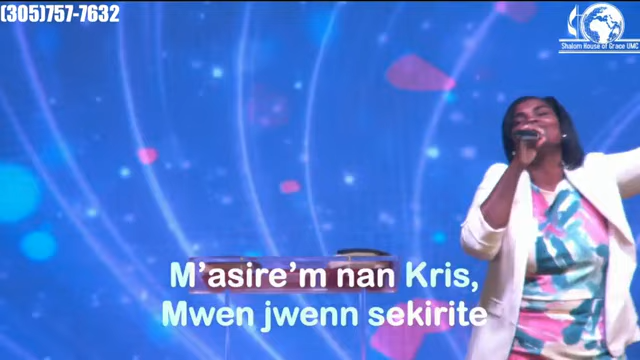 (305)757-7632
Shalom House of Grace UMC
M'asire'm nan Kris,
Mwen jwenn sekirite